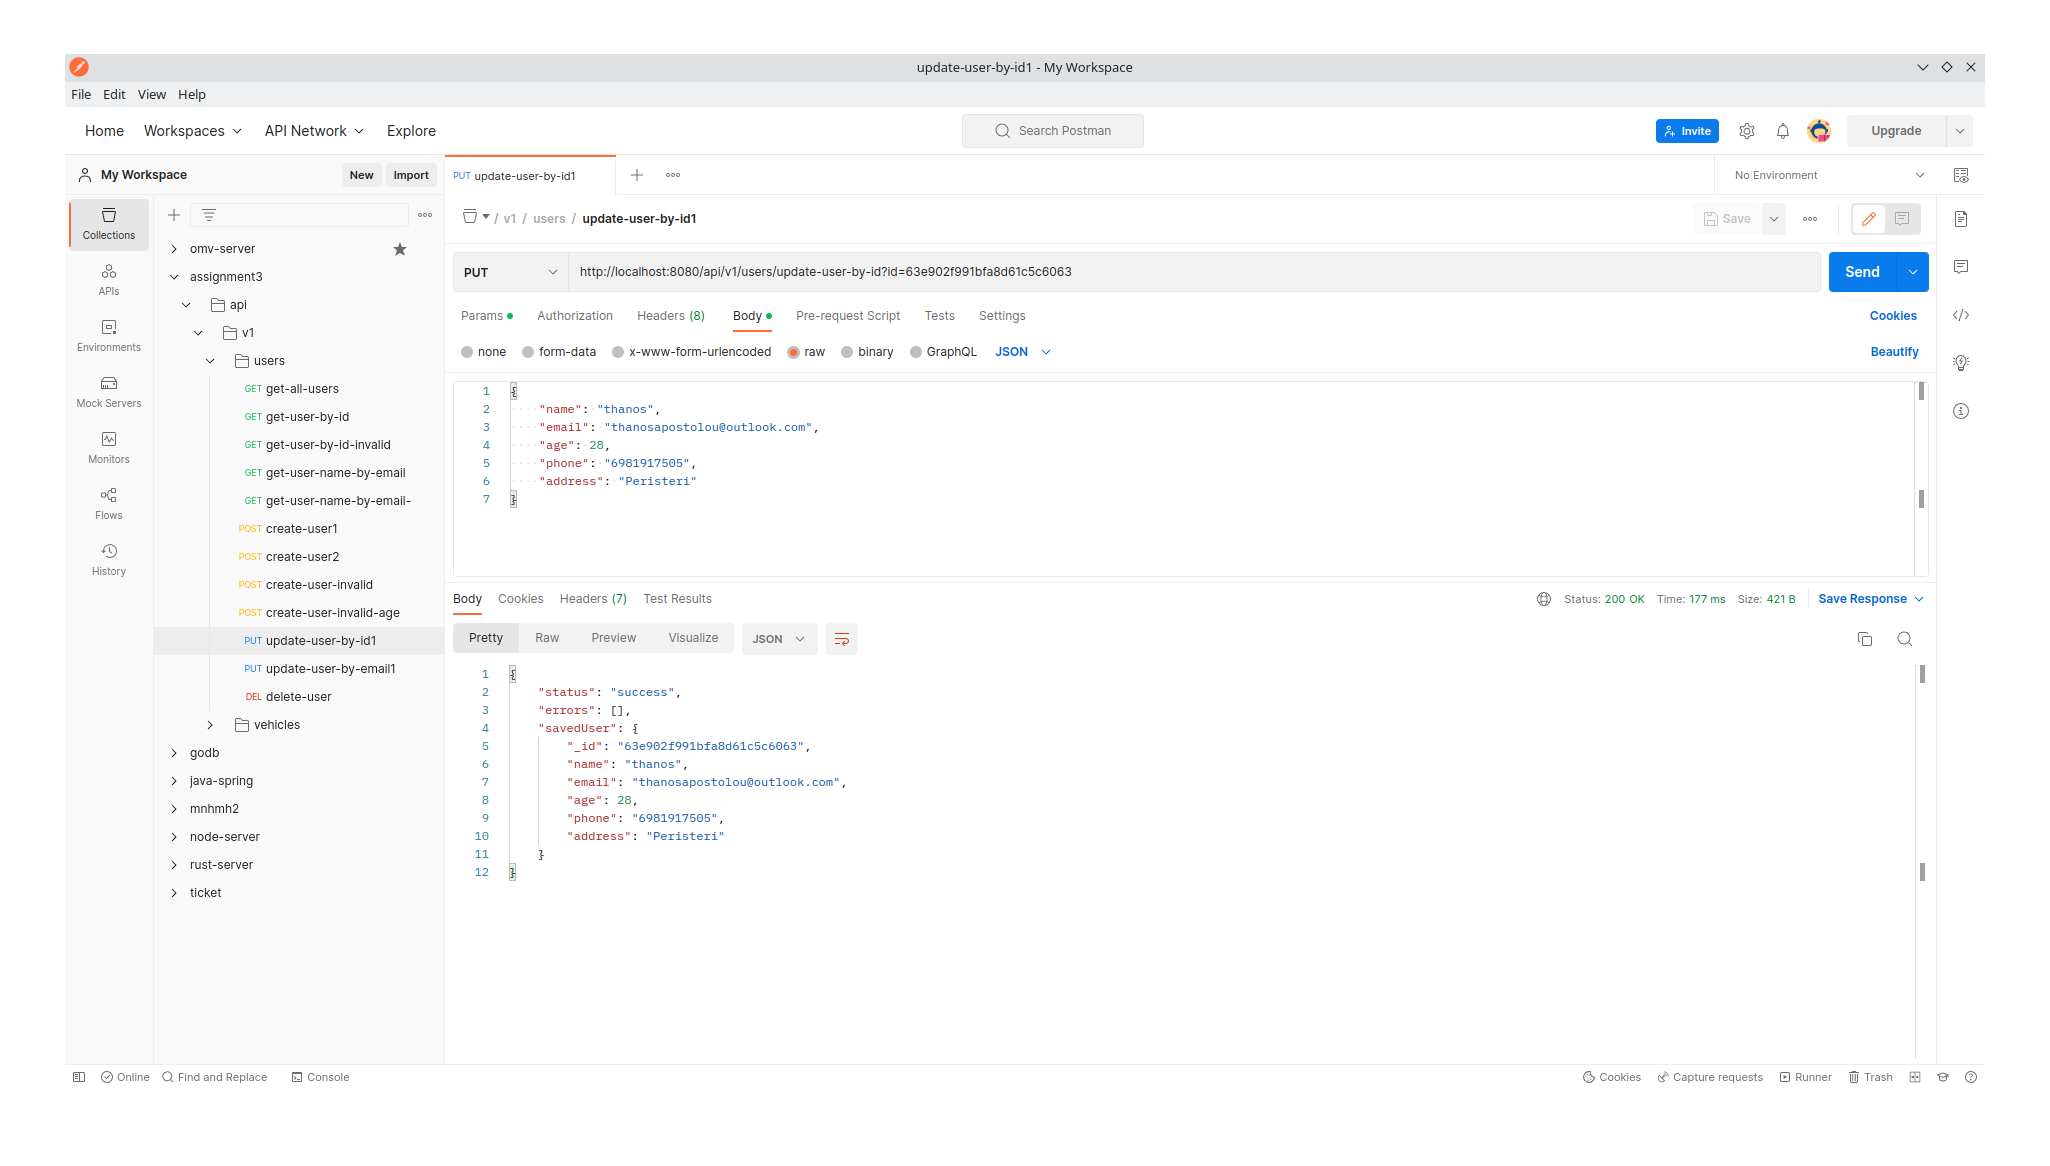 update-user-by-id1 - My Workspace
File Edit View Help
Home Workspaces API Network Explore
Search Postman
Invite
Upgrade
My Workspace
New Import
PUT update-user-by-id1
No Environment
Collections
APIs
Environments
Mock Servers
Monitors
Flows
History
omv-server
assignment3
api
v1
users
GET get-all-users
GET get-user-by-id
GET get-user-by-id-invalid
GET get-user-name-by-email
GET get-user-name-by-email-
POST create-user1
POST create-user2
POST create-user-invalid
POST create-user-invalid-age
PUT update-user-by-id1
PUT update-user-by-email1
DEL delete-user
vehicles
godb
java-spring
mnhmh2
node-server
rust-server
ticket
/ v1 / users / update-user-by-id1
Save
PUT http://localhost:8080/api/v1/users/update-user-by-id?id=63e902f991bfa8d61c5c6063
Send
Params Authorization Headers (8) Body Pre-request Script Tests Settings
Cookies
none form-data x-www-form-urlencoded raw binary GraphQL JSON
Beautify
1 {
2 "name": "thanos",
3 "email": "thanosapostolou@outlook.com",
4 "age": 28,
5 "phone": "6981917505",
6 "address": "Peristeri"
7 }
Body Cookies Headers (7) Test Results
Status: 200 OK Time: 177 ms Size: 421 B Save Response
Pretty Raw Preview Visualize JSON
1 {
2 "status": "success",
3 "errors": [],
4 "savedUser": {
5 "_id": "63e902f991bfa8d61c5c6063",
6 "name": "thanos",
7 "email": "thanosapostolou@outlook.com",
8 "age": 28,
9 "phone": "6981917505",
10 "address": "Peristeri"
11 }
12 }
Online Find and Replace Console
Cookies Capture requests Runner Trash